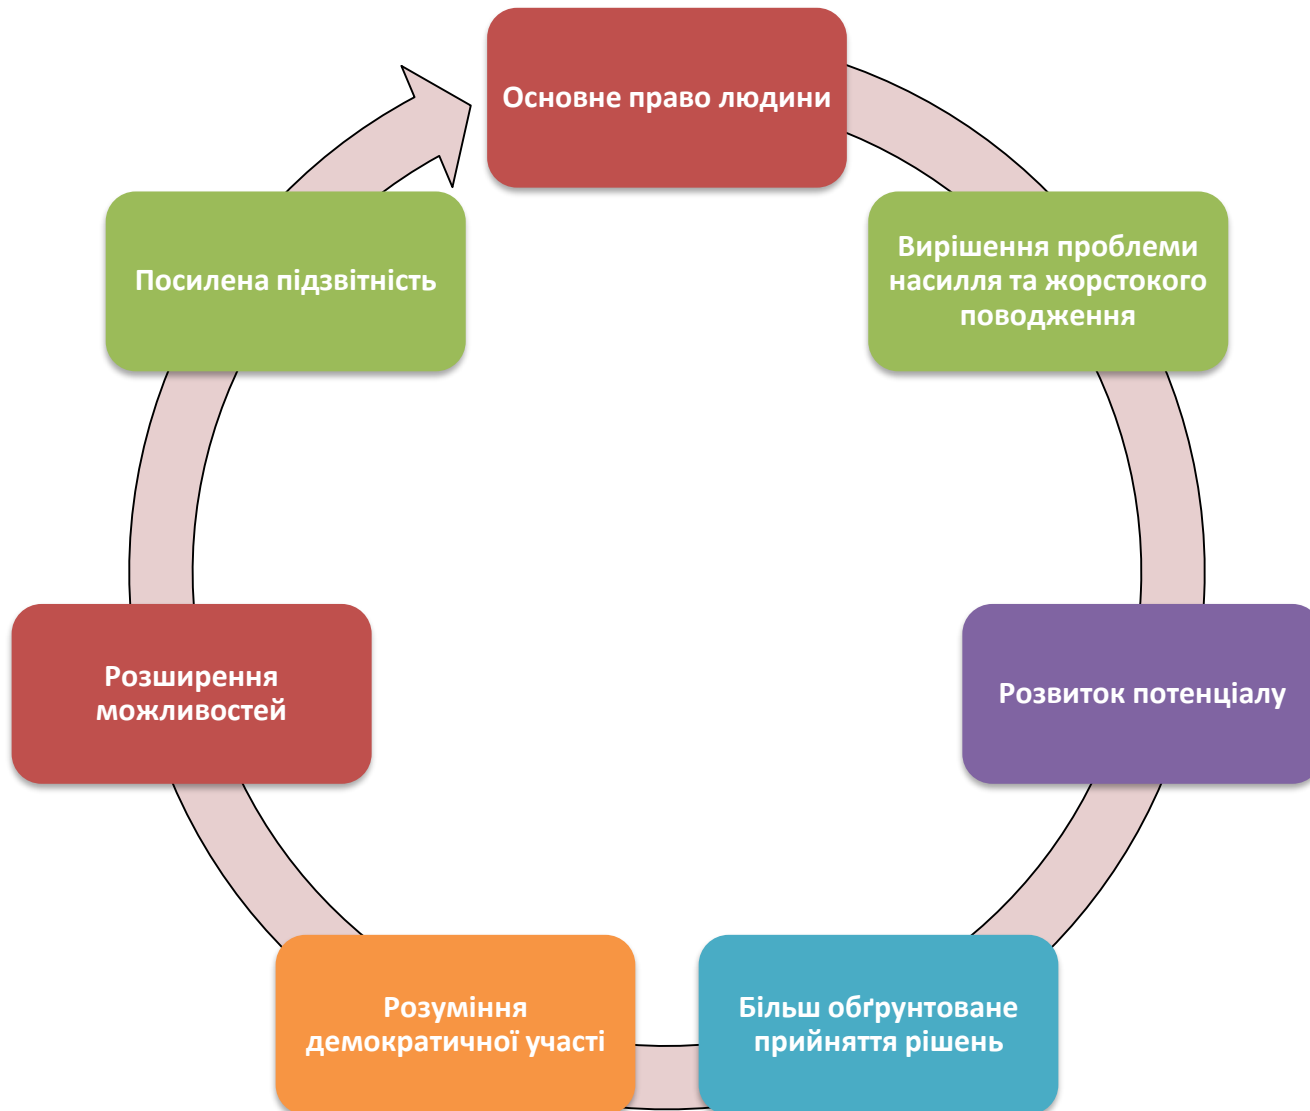 Основне право людини
Вирішення проблеми
насилля та жорстокого
поводження
Розвиток потенціалу
Більш обґрунтоване
прийняття рішень
Розуміння
демократичної участі
Розширення
можливостей
Посилена підзвітність